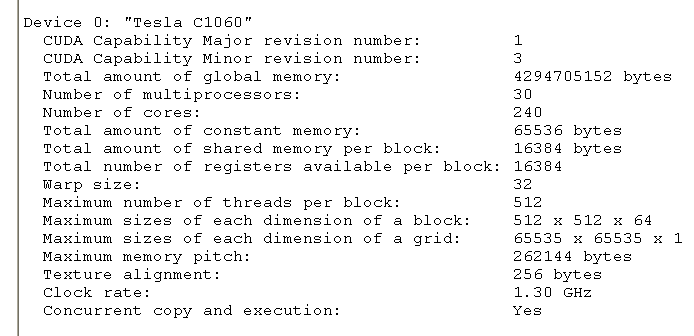 Device 0: "Tesla C1060"
CUDA Capability Major revision number: 1
CUDA Capability Minor revision number: 3
Total amount of global memory: 4294705152 bytes
Number of multiprocessors: 30
Number of cores: 240
Total amount of constant memory: 65536 bytes
Total amount of shared memory per block: 16384 bytes
Total number of registers available per block: 16384
Warp size: 32
Maximum number of threads per block: 512
Maximum sizes of each dimension of a block: 512 x 512 x 64
Maximum sizes of each dimension of a grid: 65535 x 65535 x 1
Maximum memory pitch: 262144 bytes
Texture alignment: 256 bytes
Clock rate: 1.30 GHz
Concurrent copy and execution: Yes